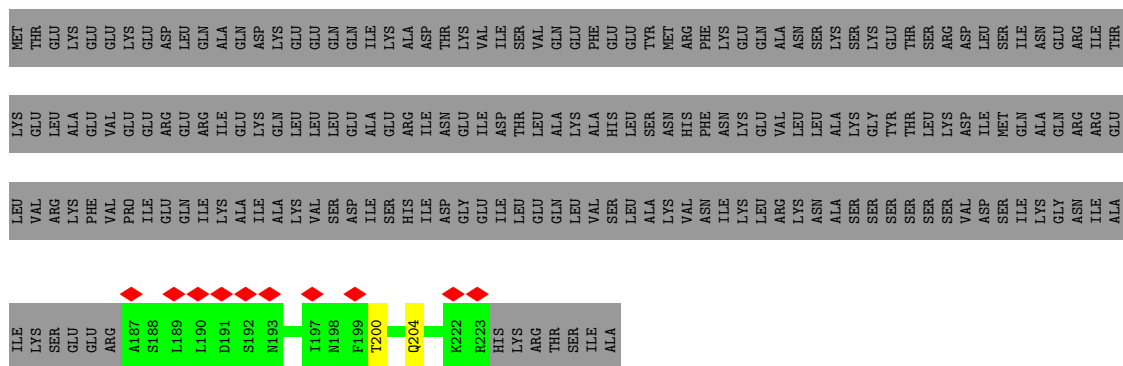 MET THR GLU LYS GLU GLU LYS GLU ASP LEU GLN ALA GLN ASP LYS GLU GLU GLN GLN ILE LYS ALA ASP THR LYS VAL ILE SER VAL GLN GLU PHE GLU GLU TYR MET ARG PHE LYS GLU GLN ALA ASN SER LYS SER LYS GLU THR SER ARG ASP LEU SER ILE ASN GLU ARG ILE THR
LYS GLU LEU ALA GLU VAL GLU GLU ARG GLU ARG ILE GLU LYS GLN LEU LEU LEU GLU ALA GLU ARG ILE ASN GLU ILE ASP THR LEU ALA LYS ALA HIS LEU SER ASN HIS PHE ASN LYS GLU VAL LEU LEU ALA LYS GLY TYR THR LEU LYS ASP ILE MET GLN ALA GLN ARG ARG GLU
LEU VAL ARG LYS PHE VAL PRO ILE GLU GLN ILE LYS ALA ILE ALA LYS VAL SER ASP ILE SER HIS ILE ASP GLY GLU ILE LEU GLU GLN LEU VAL SER LEU ALA LYS VAL ASN ILE LYS LEU ARG LYS ASN ALA SER SER SER SER SER SER VAL ASP SER ILE LYS GLY ASN ILE ALA
ILE LYS SER GLU GLU ARG A187 S188 L189 L190 D191 S192 N193 I197 N198 F199 T200 Q204 K222 R223 HIS LYS ARG THR SER ILE ALA